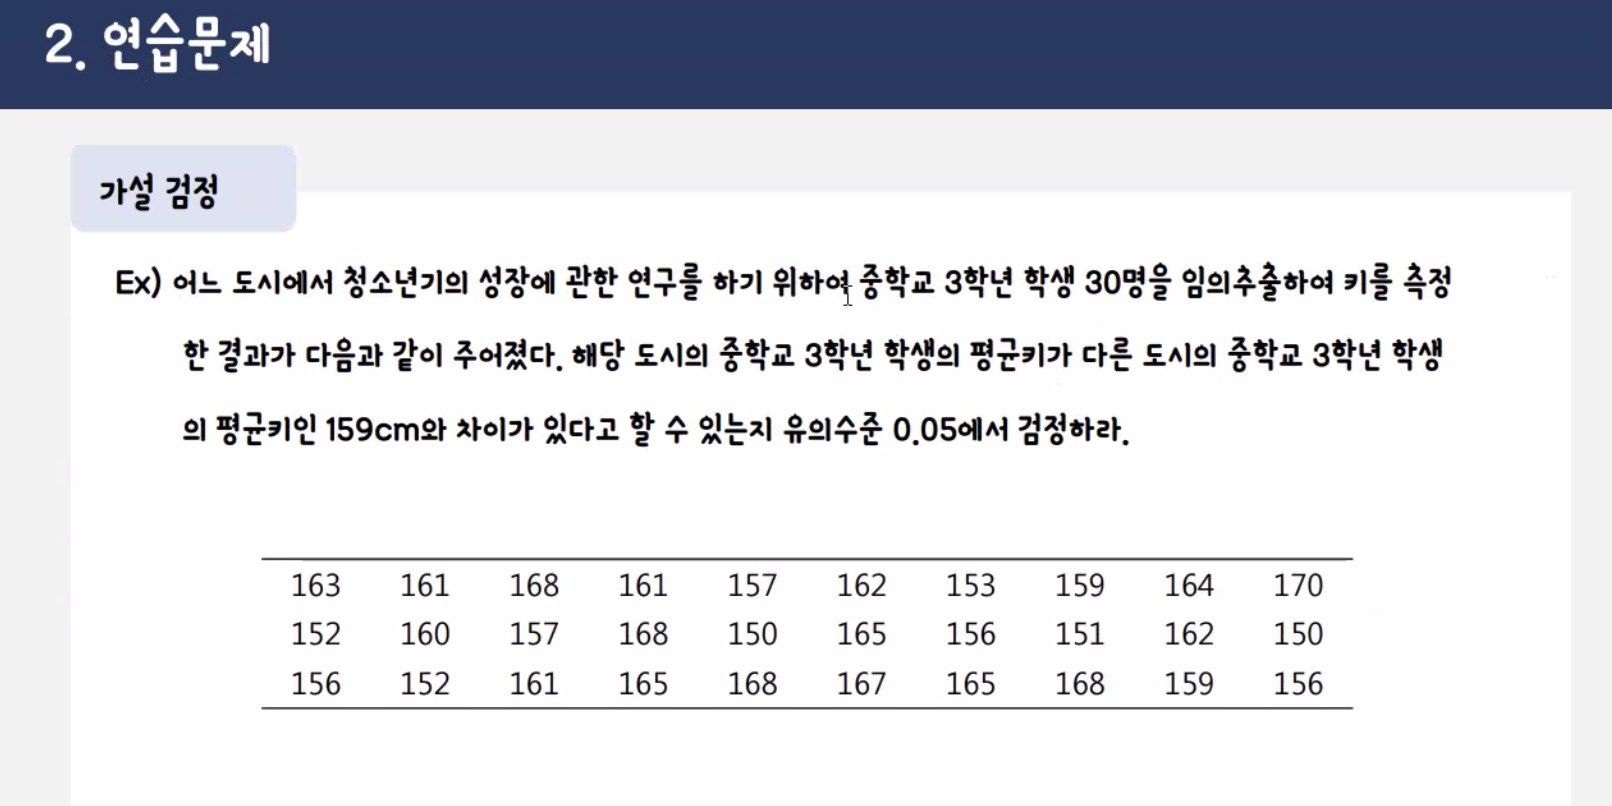 2. 연습문제
가설 검정
Ex) 어느 도시에서 청소년기의 성장에 관한 연구를 하기 위하여 중학교 3학년 학생 30명을 임의추출하여 키를 측정
한 결과가 다음과 같이 주어졌다. 해당 도시의 중학교 3학년 학생의 평균키가 다른 도시의 중학교 3학년 학생
의 평균키인 159cm와 차이가 있다고 할 수 있는지 유의수준 0.05에서 검정하라.
163 161 168 161 157 162 153 159 164 170
152 160 157 168 150 165 156 151 162 150
156 152 161 165 168 167 165 168 159 156